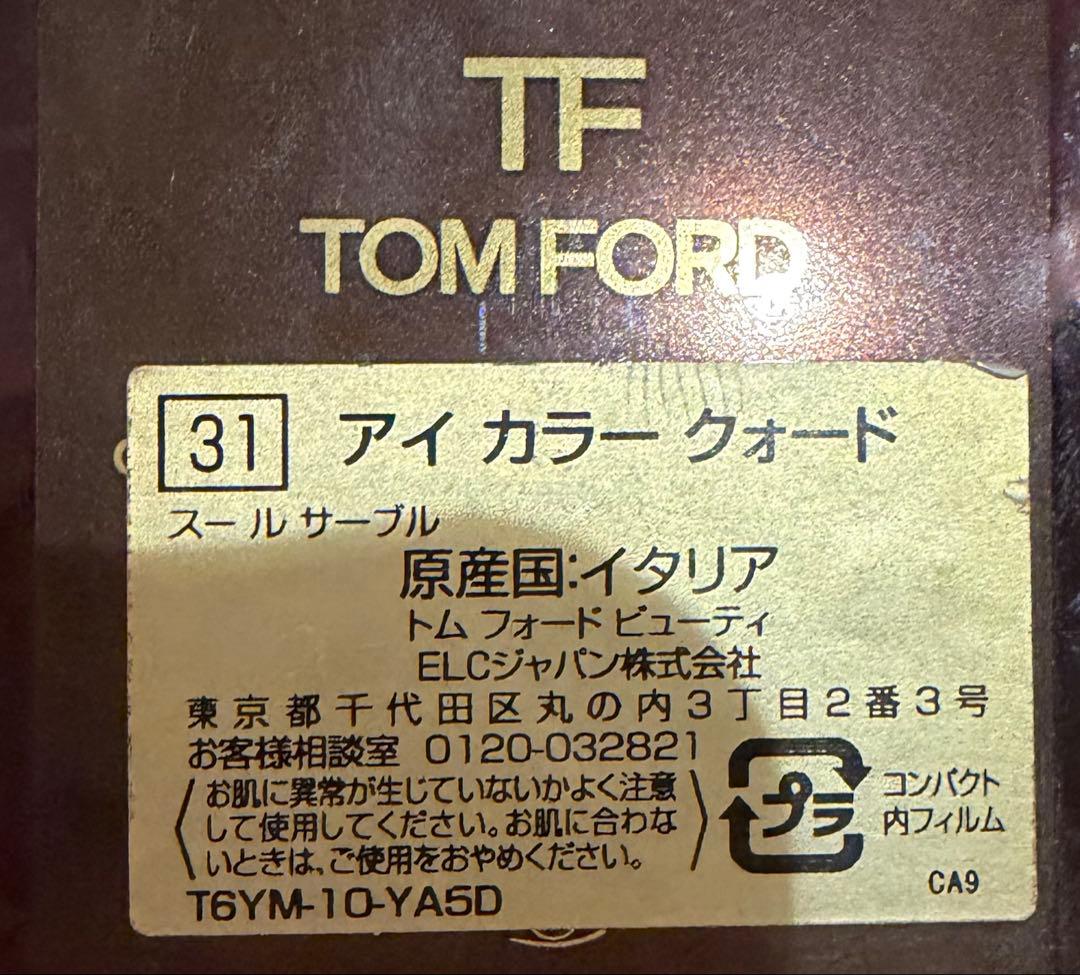 TF
TOM FORD
31 アイ カラー クォード
スー ル サーブル
原産国:イタリア
トム フォード ビューティ
ELCジャパン株式会社
東京都千代田区丸の内3丁目2番3号
お客様相談室 0120-032821
お肌に異常が生じていないかよく注意
して使用してください。お肌に合わな
いときは、ご使用をおやめください。
プラ
コンパクト
内フィルム
T6YM-10-YA5D
CA9